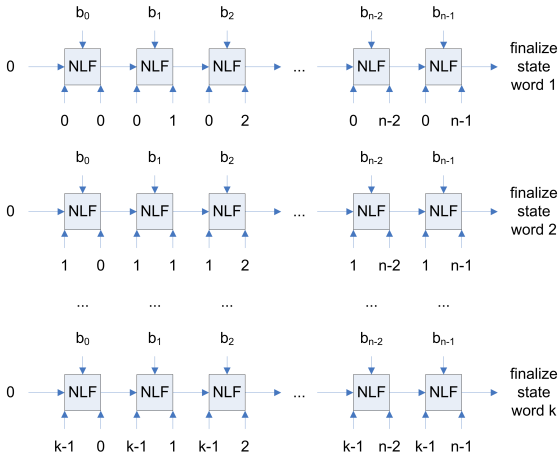 b0 b1 b2 bn-2 bn-1
0 NLF NLF NLF ... NLF NLF finalize state word 1
0 0 0 1 0 2 0 n-2 0 n-1
b0 b1 b2 bn-2 bn-1
0 NLF NLF NLF ... NLF NLF finalize state word 2
1 0 1 1 1 2 1 n-2 1 n-1
... ... ... ... ...
b0 b1 b2 bn-2 bn-1
0 NLF NLF NLF ... NLF NLF finalize state word k
k-1 0 k-1 1 k-1 2 k-1 n-2 k-1 n-1